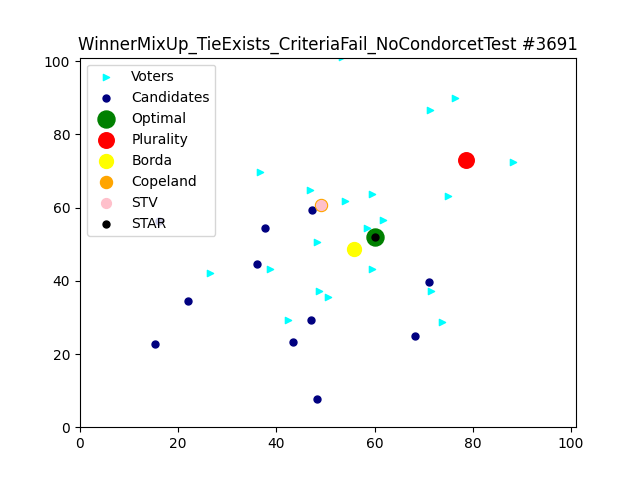 WinnerMixUp_TieExists_CriteriaFail_NoCondorcetTest #3691
Voters
Candidates
Optimal
Plurality
Borda
Copeland
STV
STAR
100
80
60
40
20
0
0 20 40 60 80 100